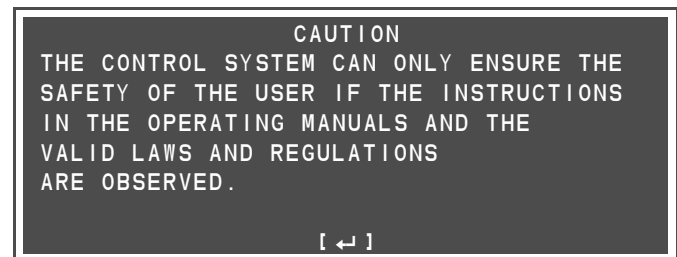 CAUTION
THE CONTROL SYSTEM CAN ONLY ENSURE THE
SAFETY OF THE USER IF THE INSTRUCTIONS
IN THE OPERATING MANUALS AND THE
VALID LAWS AND REGULATIONS
ARE OBSERVED.
[↵]